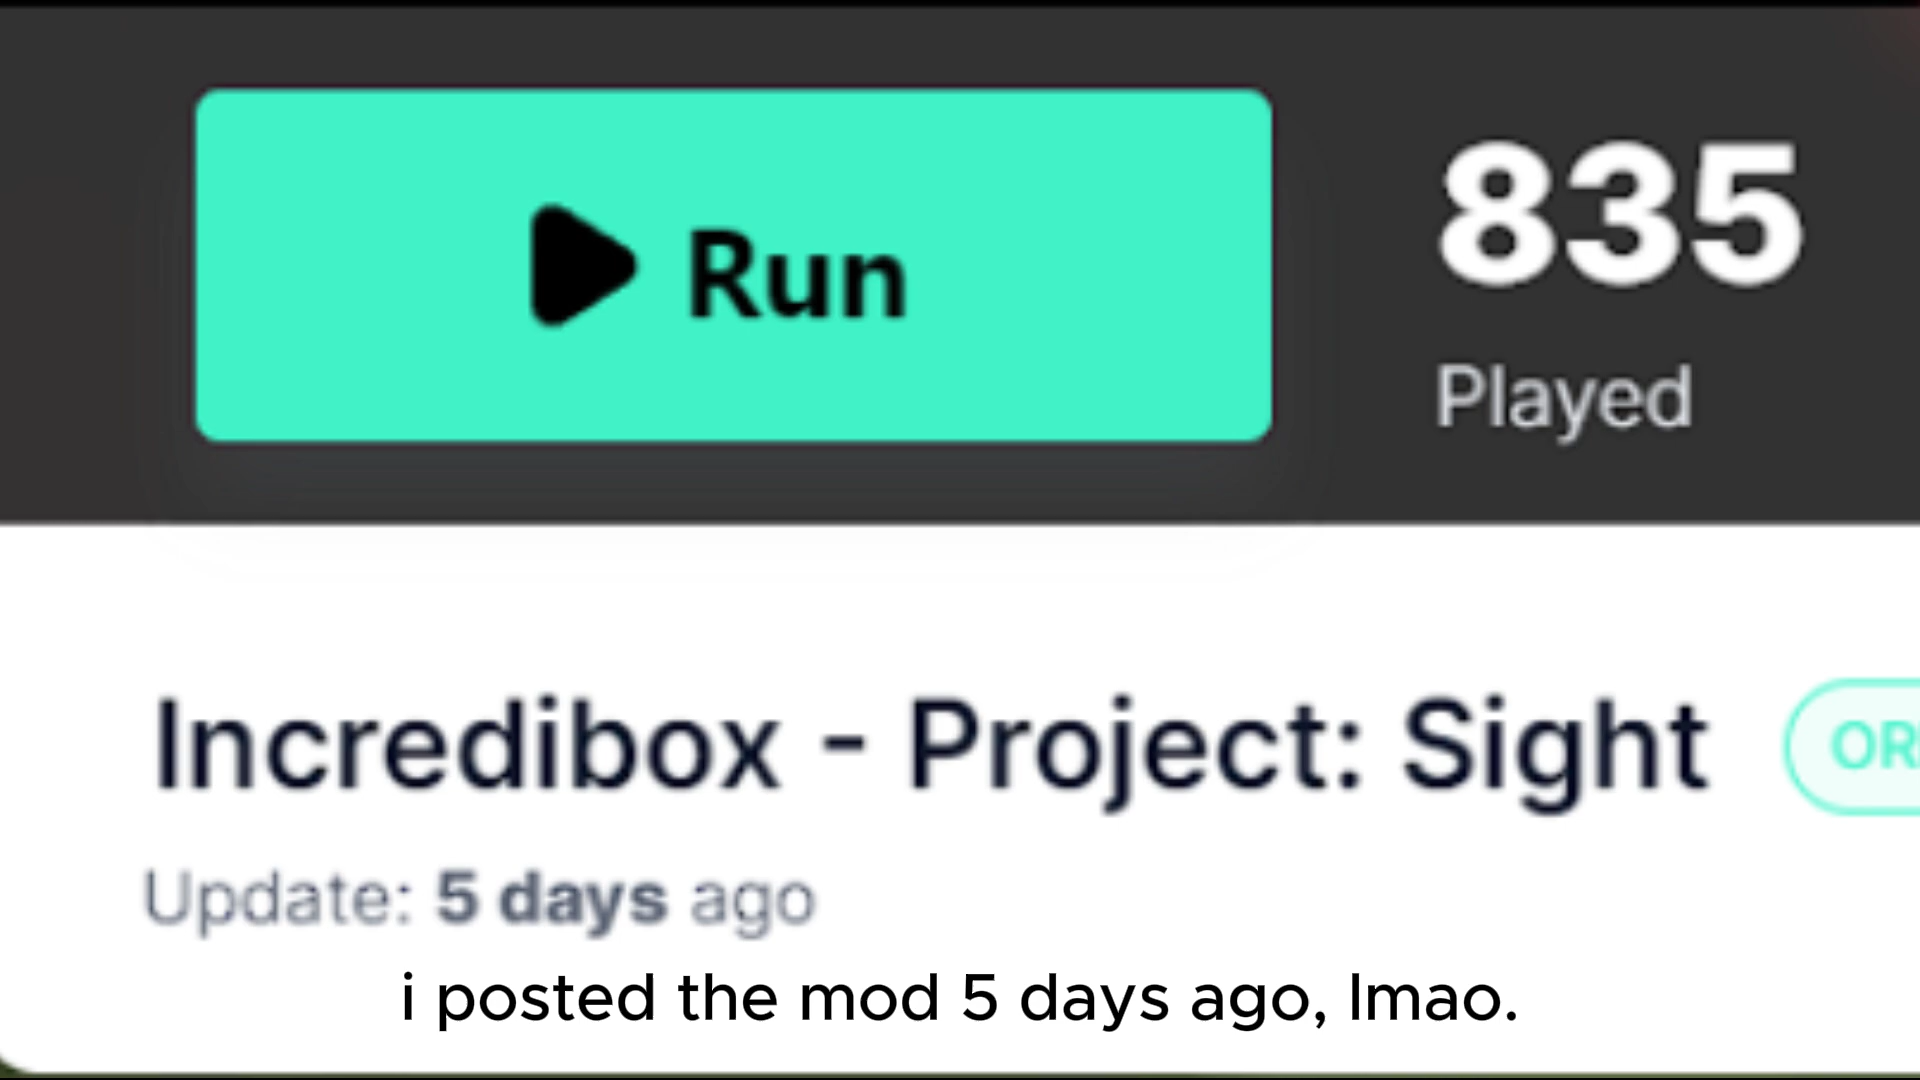 Run
835
Played
Incredibox - Project: Sight
Update: 5 days ago
i posted the mod 5 days ago, lmao.